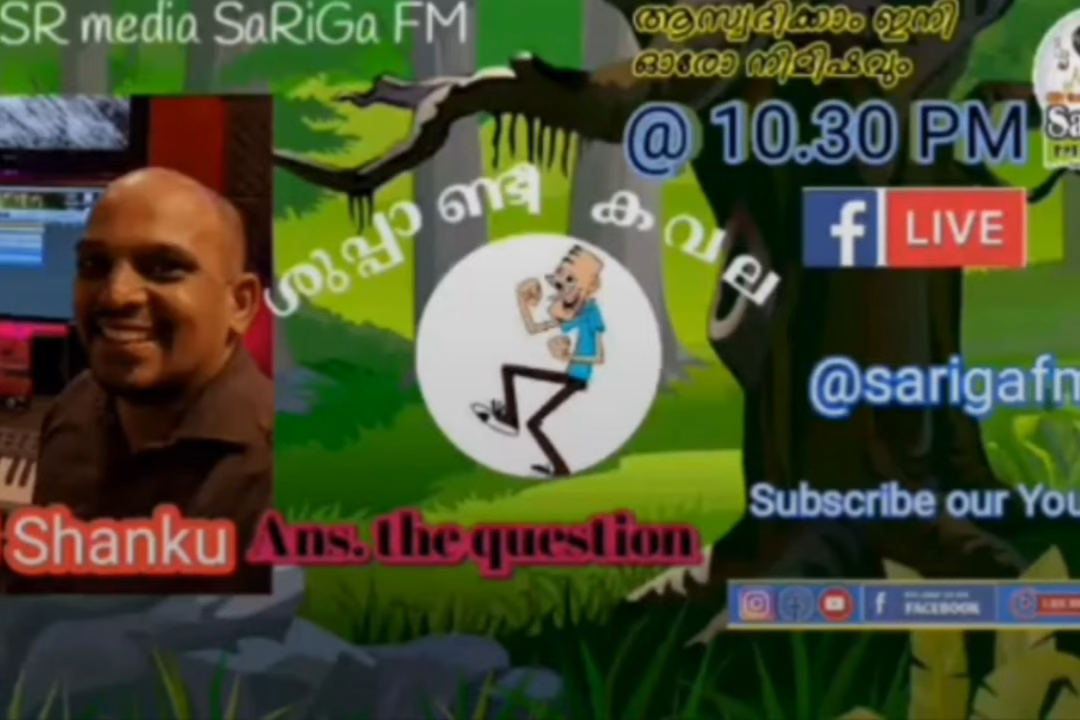 SR media SaRiGa FM
ആസ്വദിക്കാം ഇനി
ഓരോ നിമിഷവും
@ 10.30 PM
ശുപ്പാണ്ടി കവല
f LIVE
@sarigafm
Shanku Ans. the question
Subscribe our You
f FACEBOOK